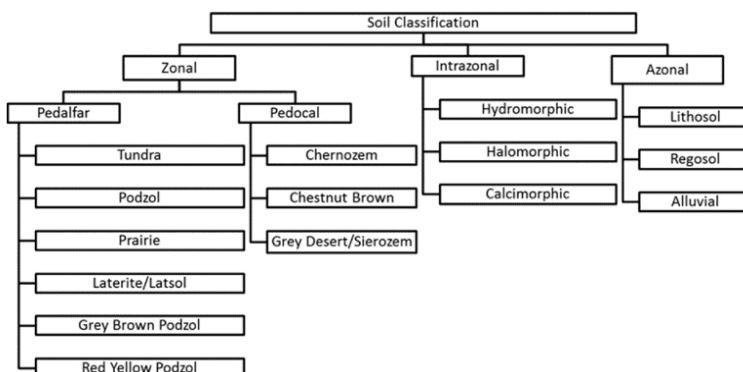 Soil Classification
Zonal
Intrazonal
Azonal
Pedalfar
Pedocal
Hydromorphic
Lithosol
Tundra
Chernozem
Halomorphic
Regosol
Podzol
Chestnut Brown
Calcimorphic
Alluvial
Prairie
Grey Desert/Sierozem
Laterite/Latsol
Grey Brown Podzol
Red Yellow Podzol